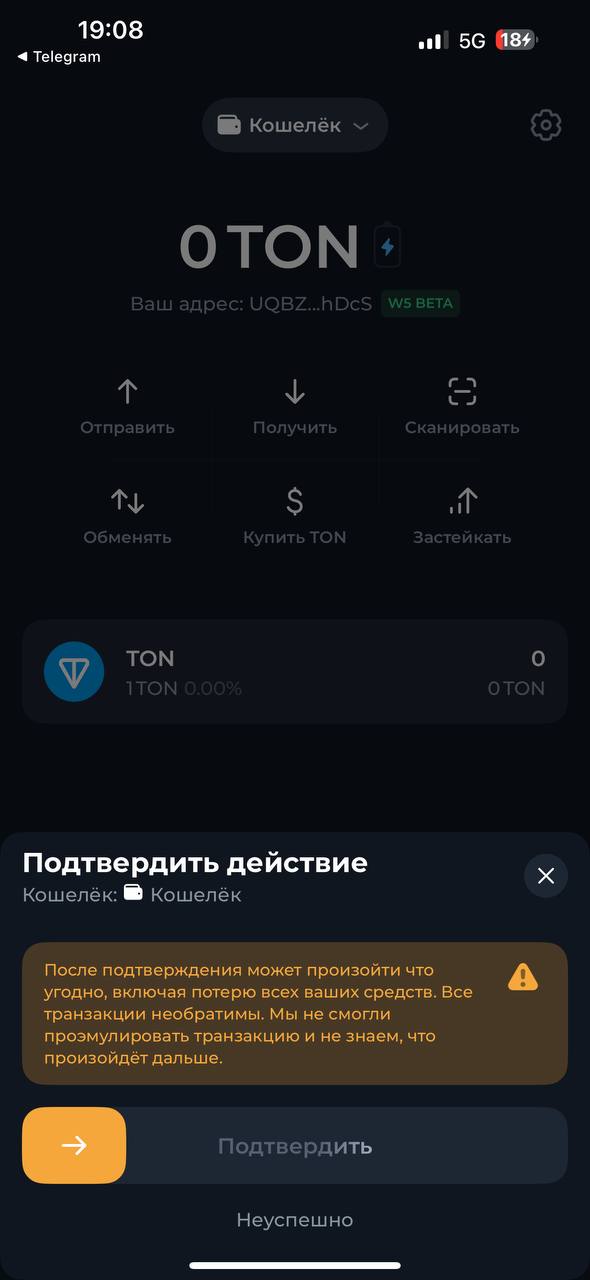 19:08
5G
18
◀ Telegram
Кошелёк
0 TON
Ваш адрес: UQBZ...hDcS W5 BETA
Отправить
Получить
Сканировать
Обменять
Купить TON
Застейкать
TON
0
1 TON 0.00%
0 TON
Подтвердить действие
Кошелёк: Кошелёк
После подтверждения может произойти что
угодно, включая потерю всех ваших средств. Все
транзакции необратимы. Мы не смогли
проэмулировать транзакцию и не знаем, что
произойдёт дальше.
Подтвердить
Неуспешно